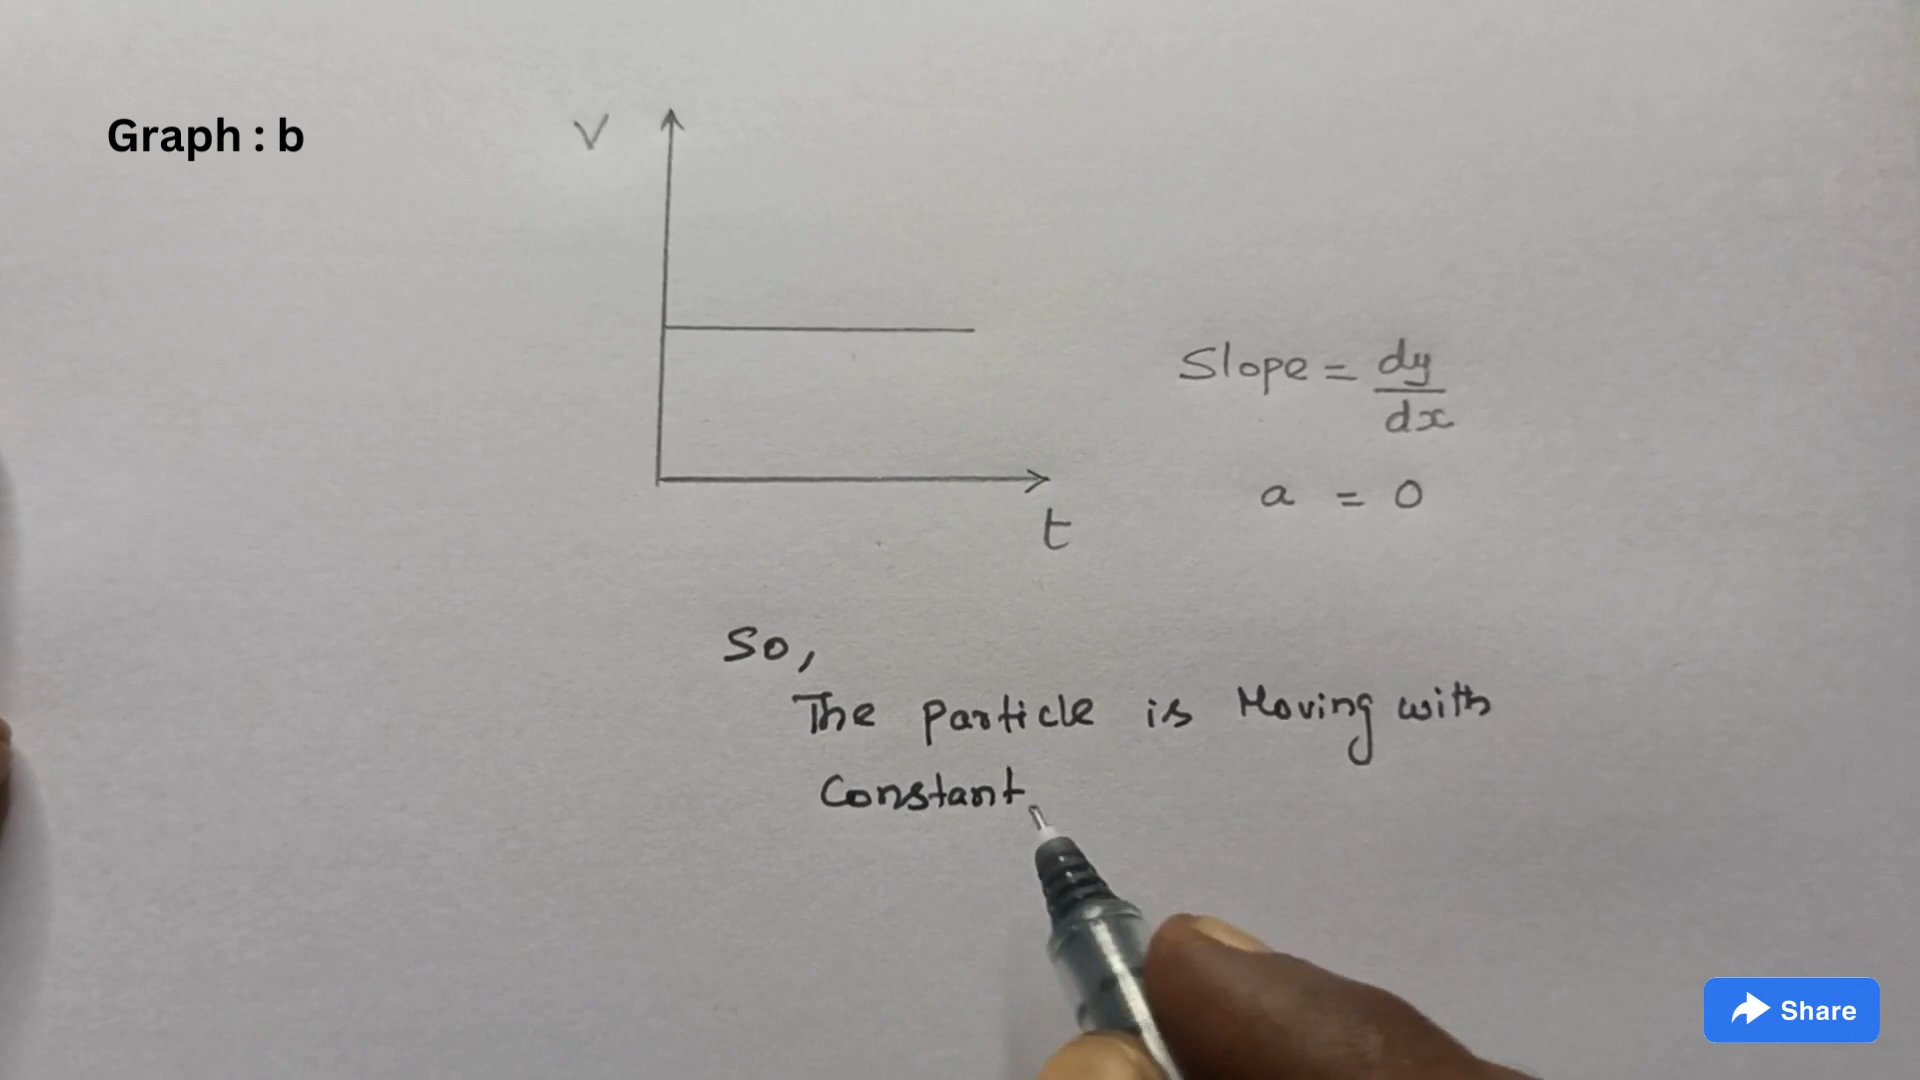 Graph : b
V
Slope = dy/dx
a = 0
t
So,
The particle is Moving with
Constant
Share